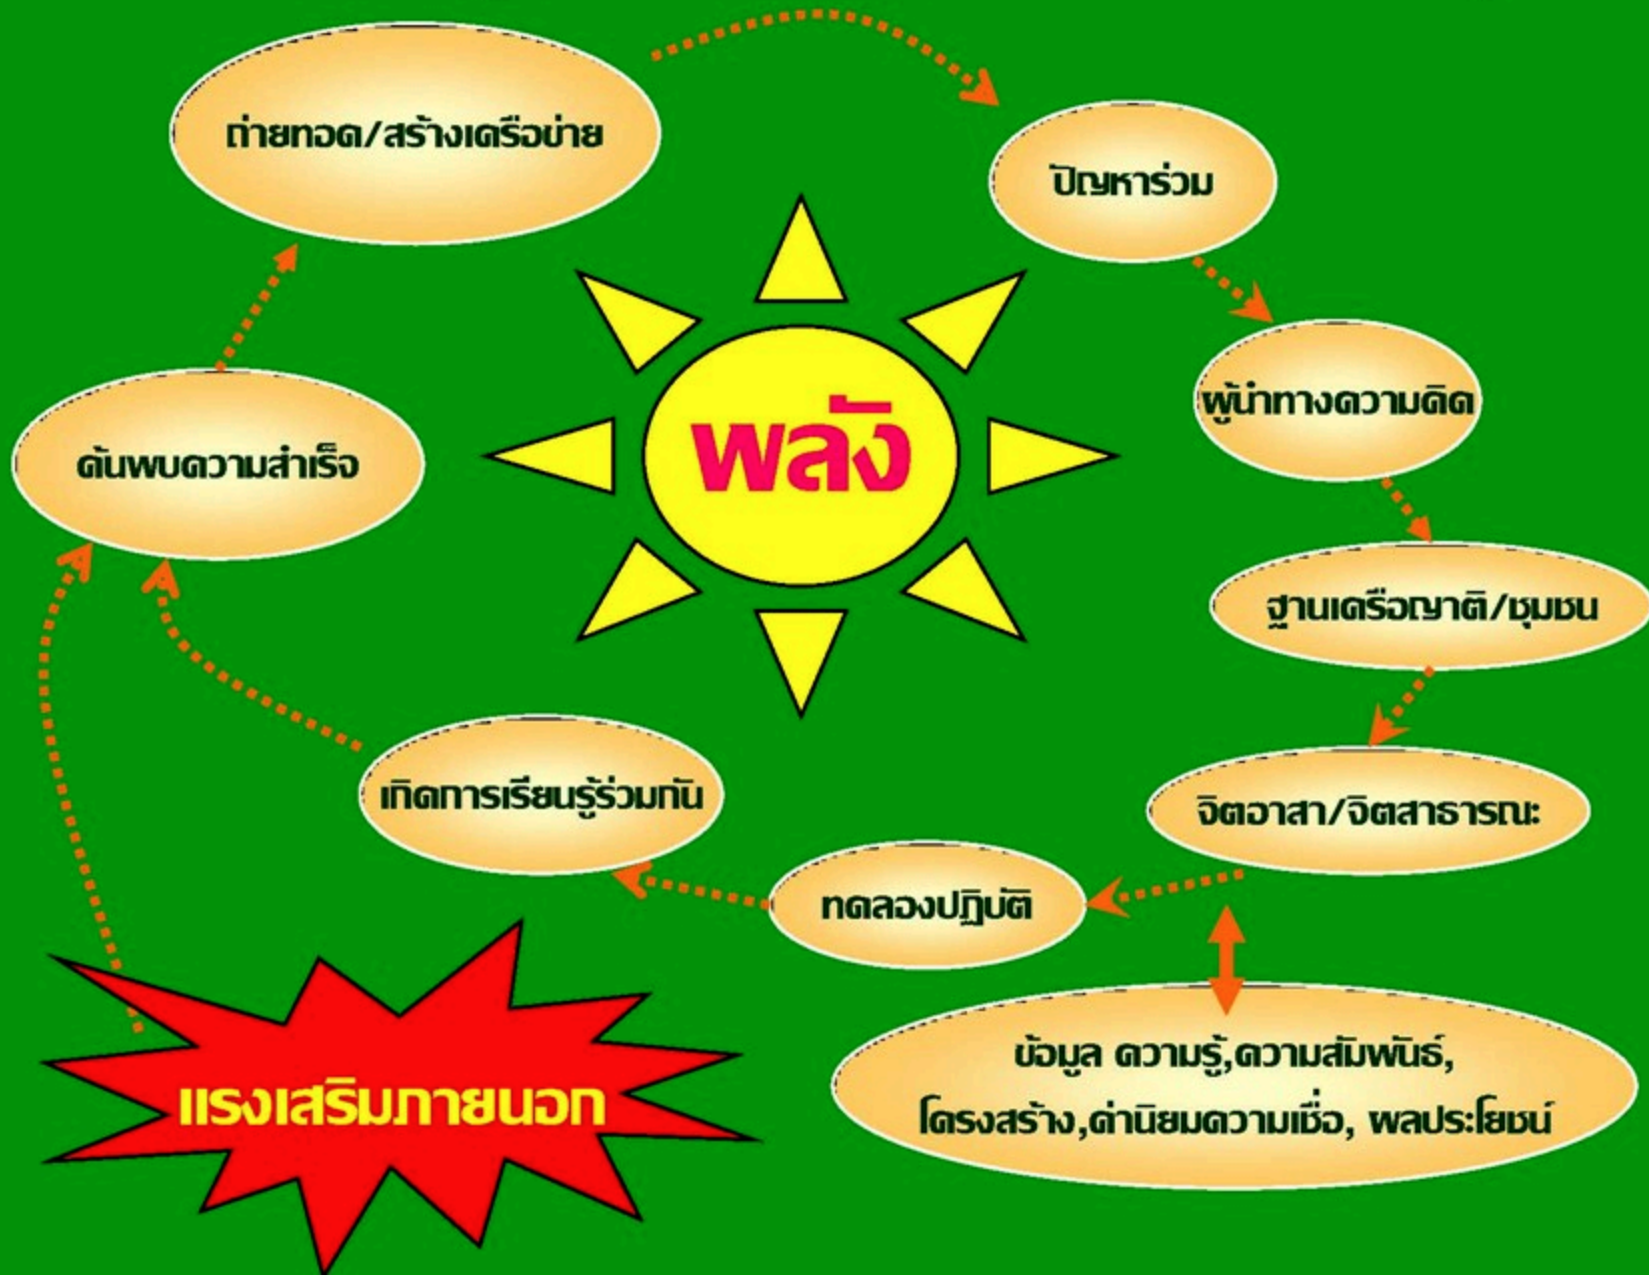 ถ่ายทอด/สร้างเครือข่าย
ปัญหาร่วม
ผู้นำทางความคิด
ฐานเครือญาติ/ชุมชน
จิตอาสา/จิตสาธารณะ
ข้อมูล ความรู้,ความสัมพันธ์,
โครงสร้าง,ค่านิยมความเชื่อ, ผลประโยชน์
ทดลองปฏิบัติ
เกิดการเรียนรู้ร่วมกัน
ค้นพบความสำเร็จ
พลัง
แรงเสริมภายนอก